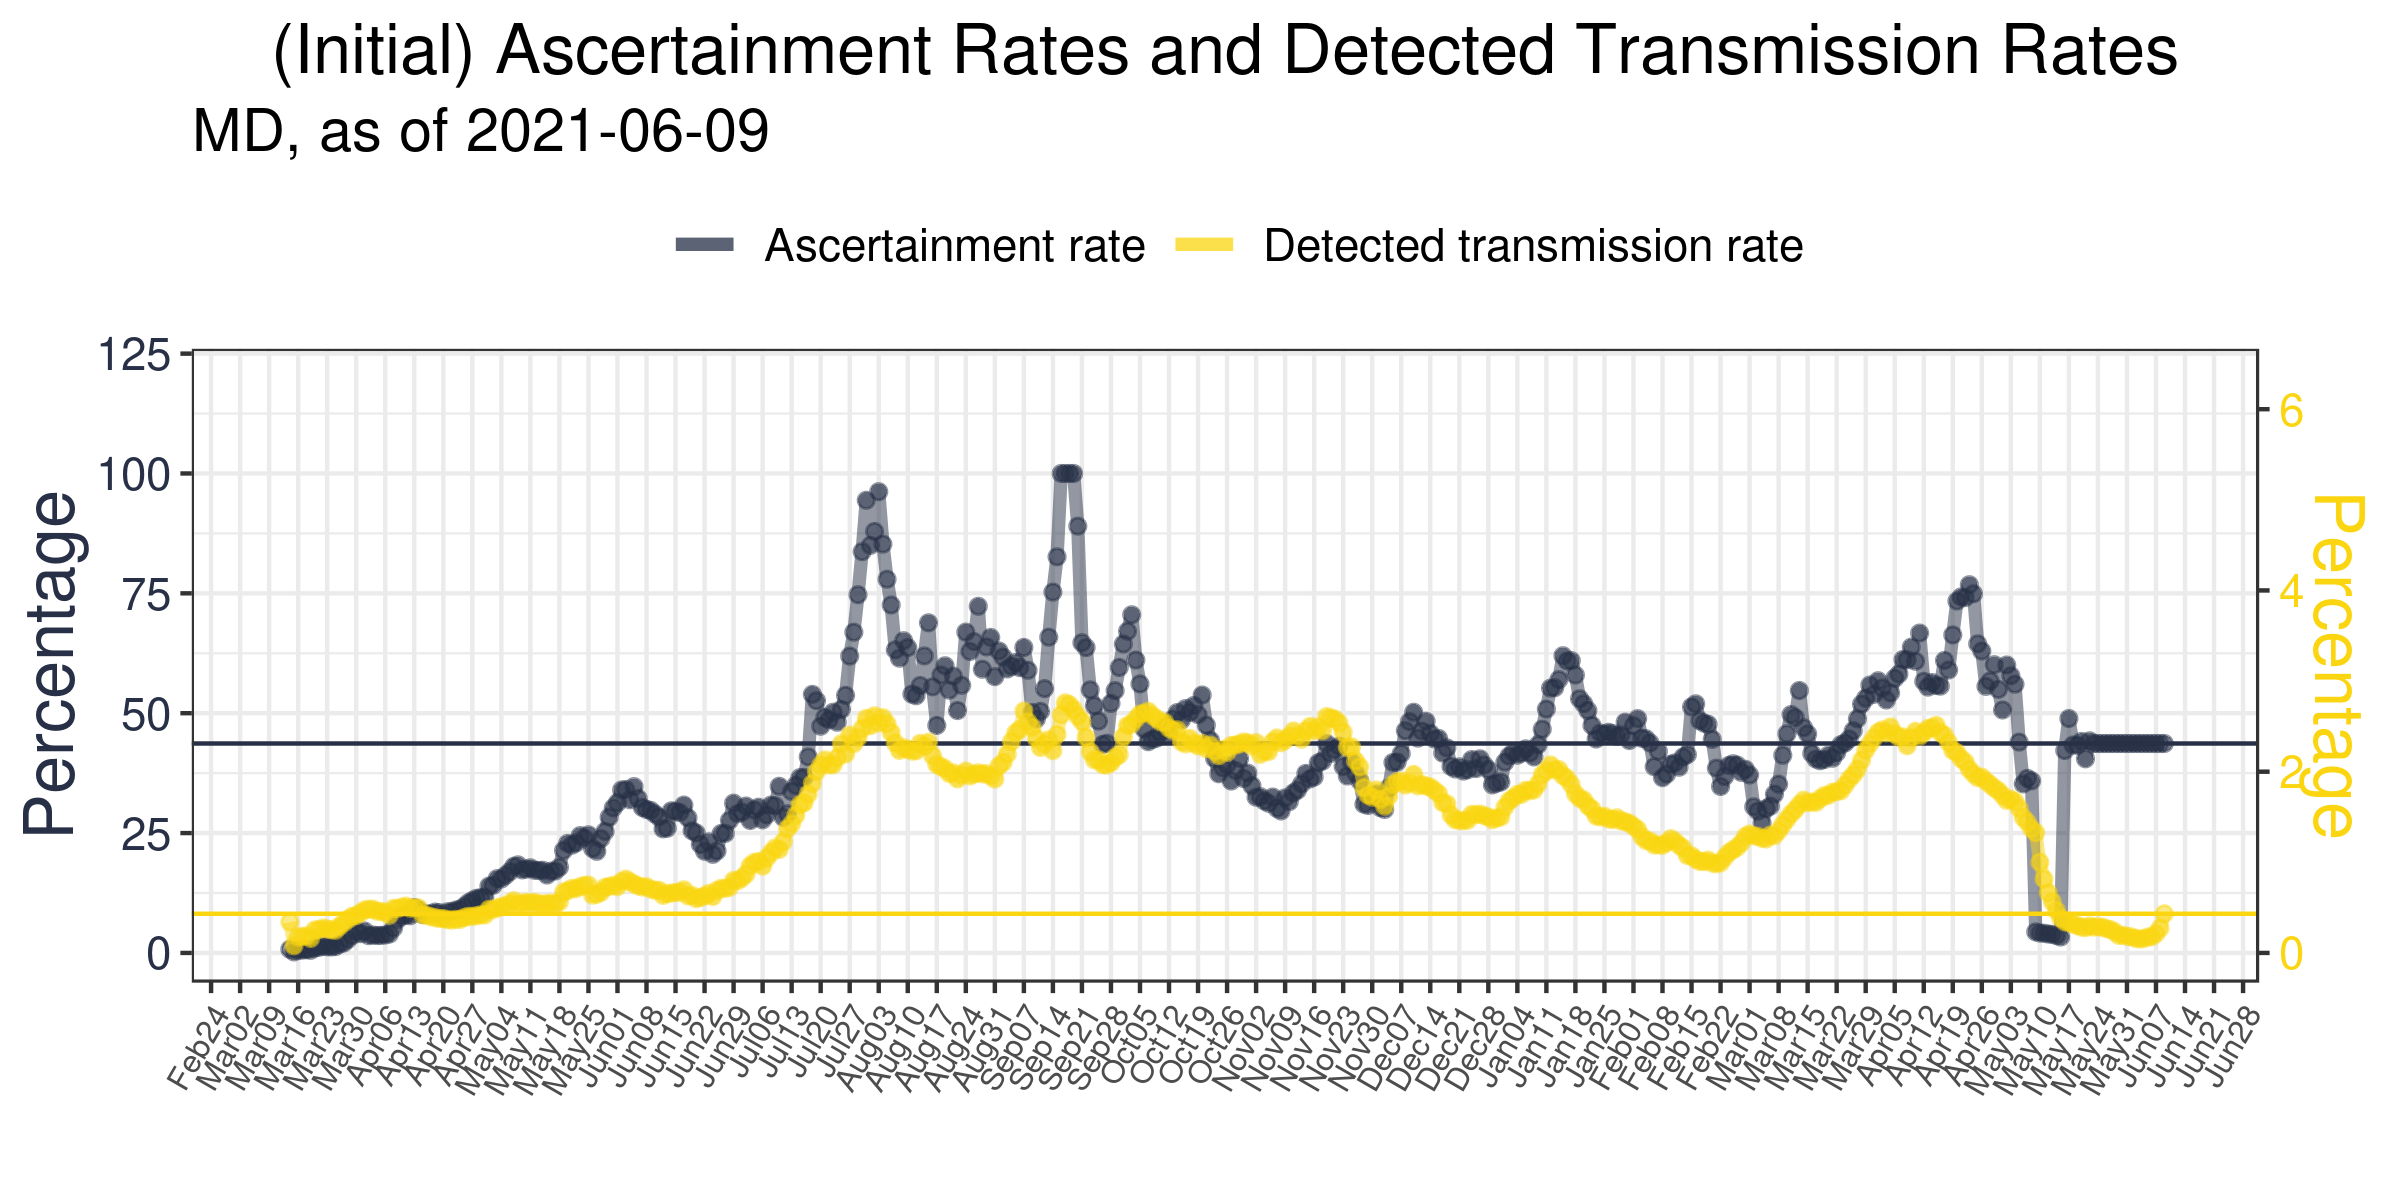 (Initial) Ascertainment Rates and Detected Transmission Rates
MD, as of 2021-06-09
Ascertainment rate
Detected transmission rate
Percentage
125
100
75
50
25
0
6
4
2
0
Percentage
Feb24
Mar02
Mar09
Mar16
Mar23
Mar30
Apr06
Apr13
Apr20
Apr27
May04
May11
May18
May25
Jun01
Jun08
Jun15
Jun22
Jun29
Jul06
Jul13
Jul20
Jul27
Aug03
Aug10
Aug17
Aug24
Aug31
Sep07
Sep14
Sep21
Sep28
Oct05
Oct12
Oct19
Oct26
Nov02
Nov09
Nov16
Nov23
Nov30
Dec07
Dec14
Dec21
Dec28
Jan04
Jan11
Jan18
Jan25
Feb01
Feb08
Feb15
Feb22
Mar01
Mar08
Mar15
Mar22
Mar29
Apr05
Apr12
Apr19
Apr26
May03
May10
May17
May24
May31
Jun07
Jun14
Jun21
Jun28